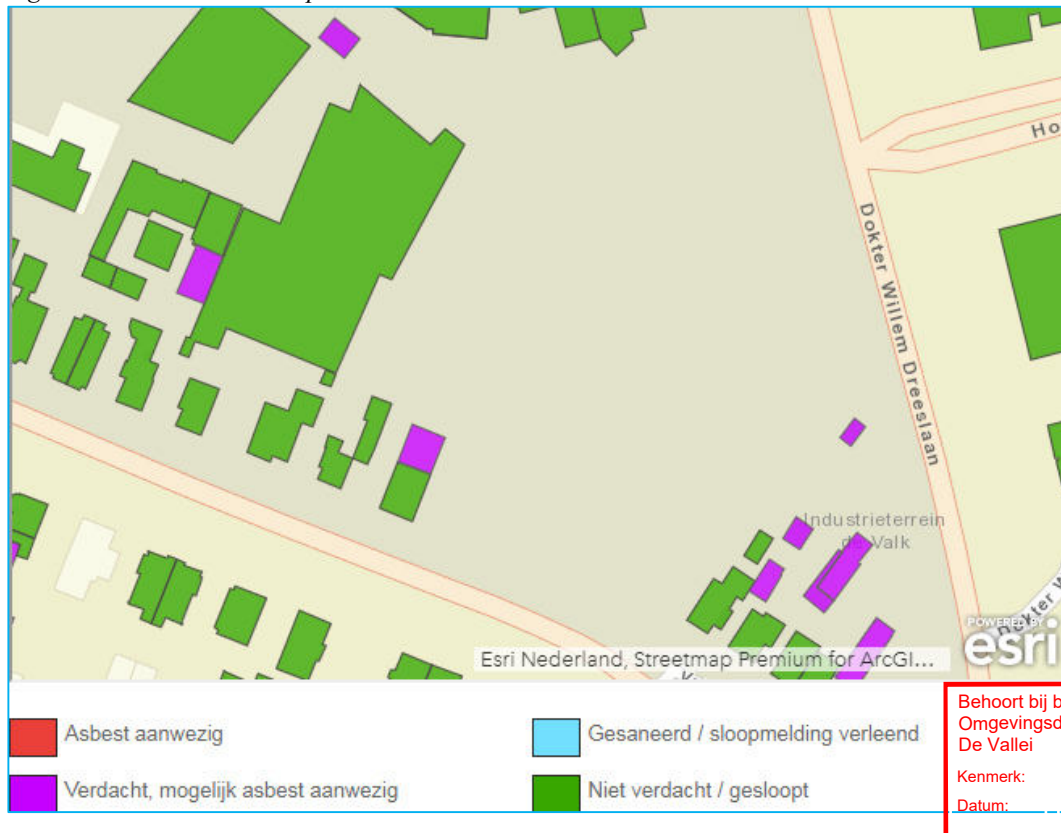 Ho
Dokter Willem Dreeslaan
Industrieterrein
de Valk
POWERED BY
esri
Esri Nederland, Streetmap Premium for ArcGI...
Asbest aanwezig
Gesaneerd / sloopmelding verleend
Verdacht, mogelijk asbest aanwezig
Niet verdacht / gesloopt
Behoort bij b
Omgevingsd
De Vallei
Kenmerk:
Datum: